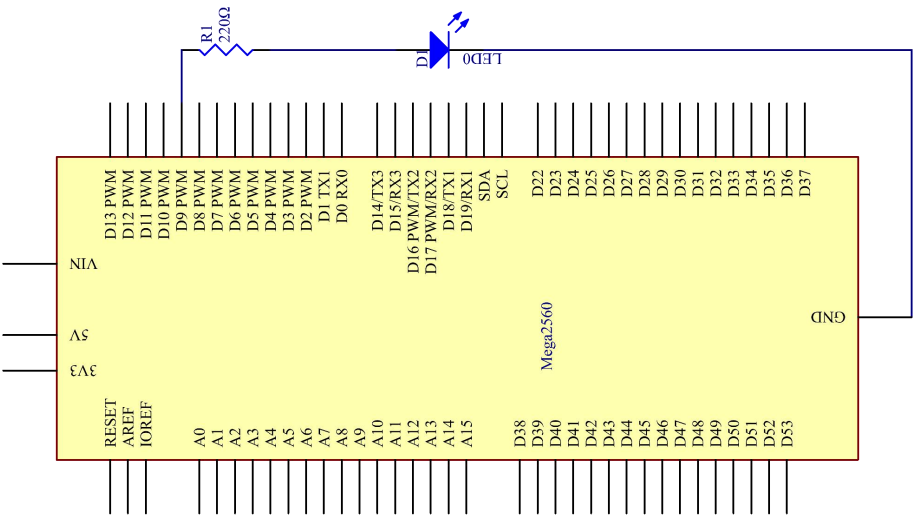 R1
220Ω
D1
LED0
D13 PWM
D12 PWM
D11 PWM
D10 PWM
D9 PWM
D8 PWM
D7 PWM
D6 PWM
D5 PWM
D4 PWM
D3 PWM
D2 PWM
D1 TX1
D0 RX0
D14/TX3
D15/RX3
D16 PWM/TX2
D17 PWM/RX2
D18/TX1
D19/RX1
SDA
SCL
D22
D23
D24
D25
D26
D27
D28
D29
D30
D31
D32
D33
D34
D35
D36
D37
VIN
5V
3V3
Mega2560
GND
RESET
AREF
IOREF
A0
A1
A2
A3
A4
A5
A6
A7
A8
A9
A10
A11
A12
A13
A14
A15
D38
D39
D40
D41
D42
D43
D44
D45
D46
D47
D48
D49
D50
D51
D52
D53